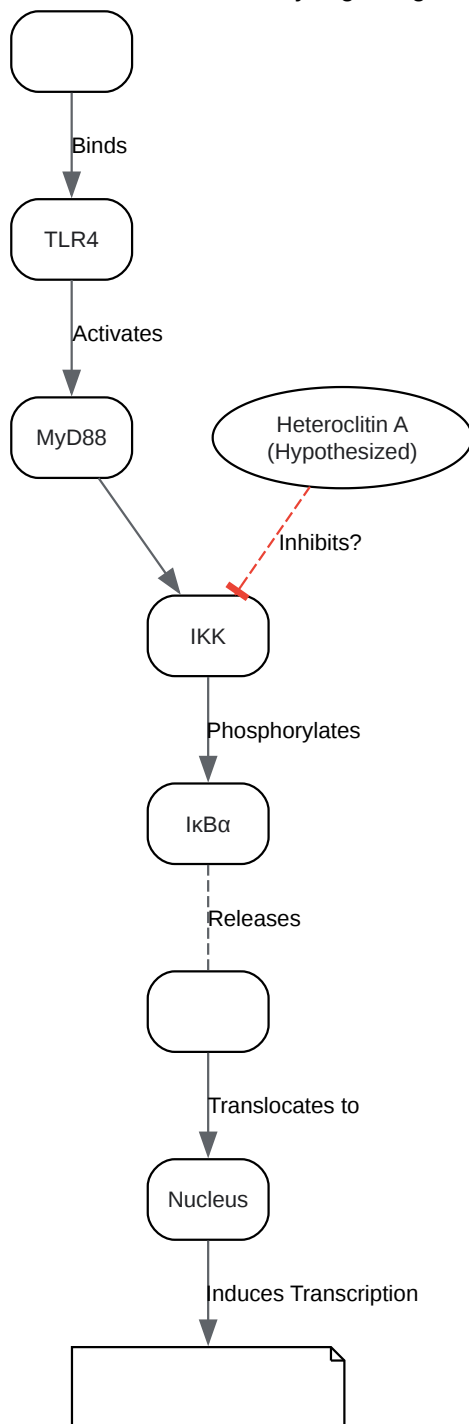 Binds
TLR4
Activates
MyD88
Heteroclitin A
(Hypothesized)
Inhibits?
IKK
Phosphorylates
IκBα
Releases
Translocates to
Nucleus
Induces Transcription